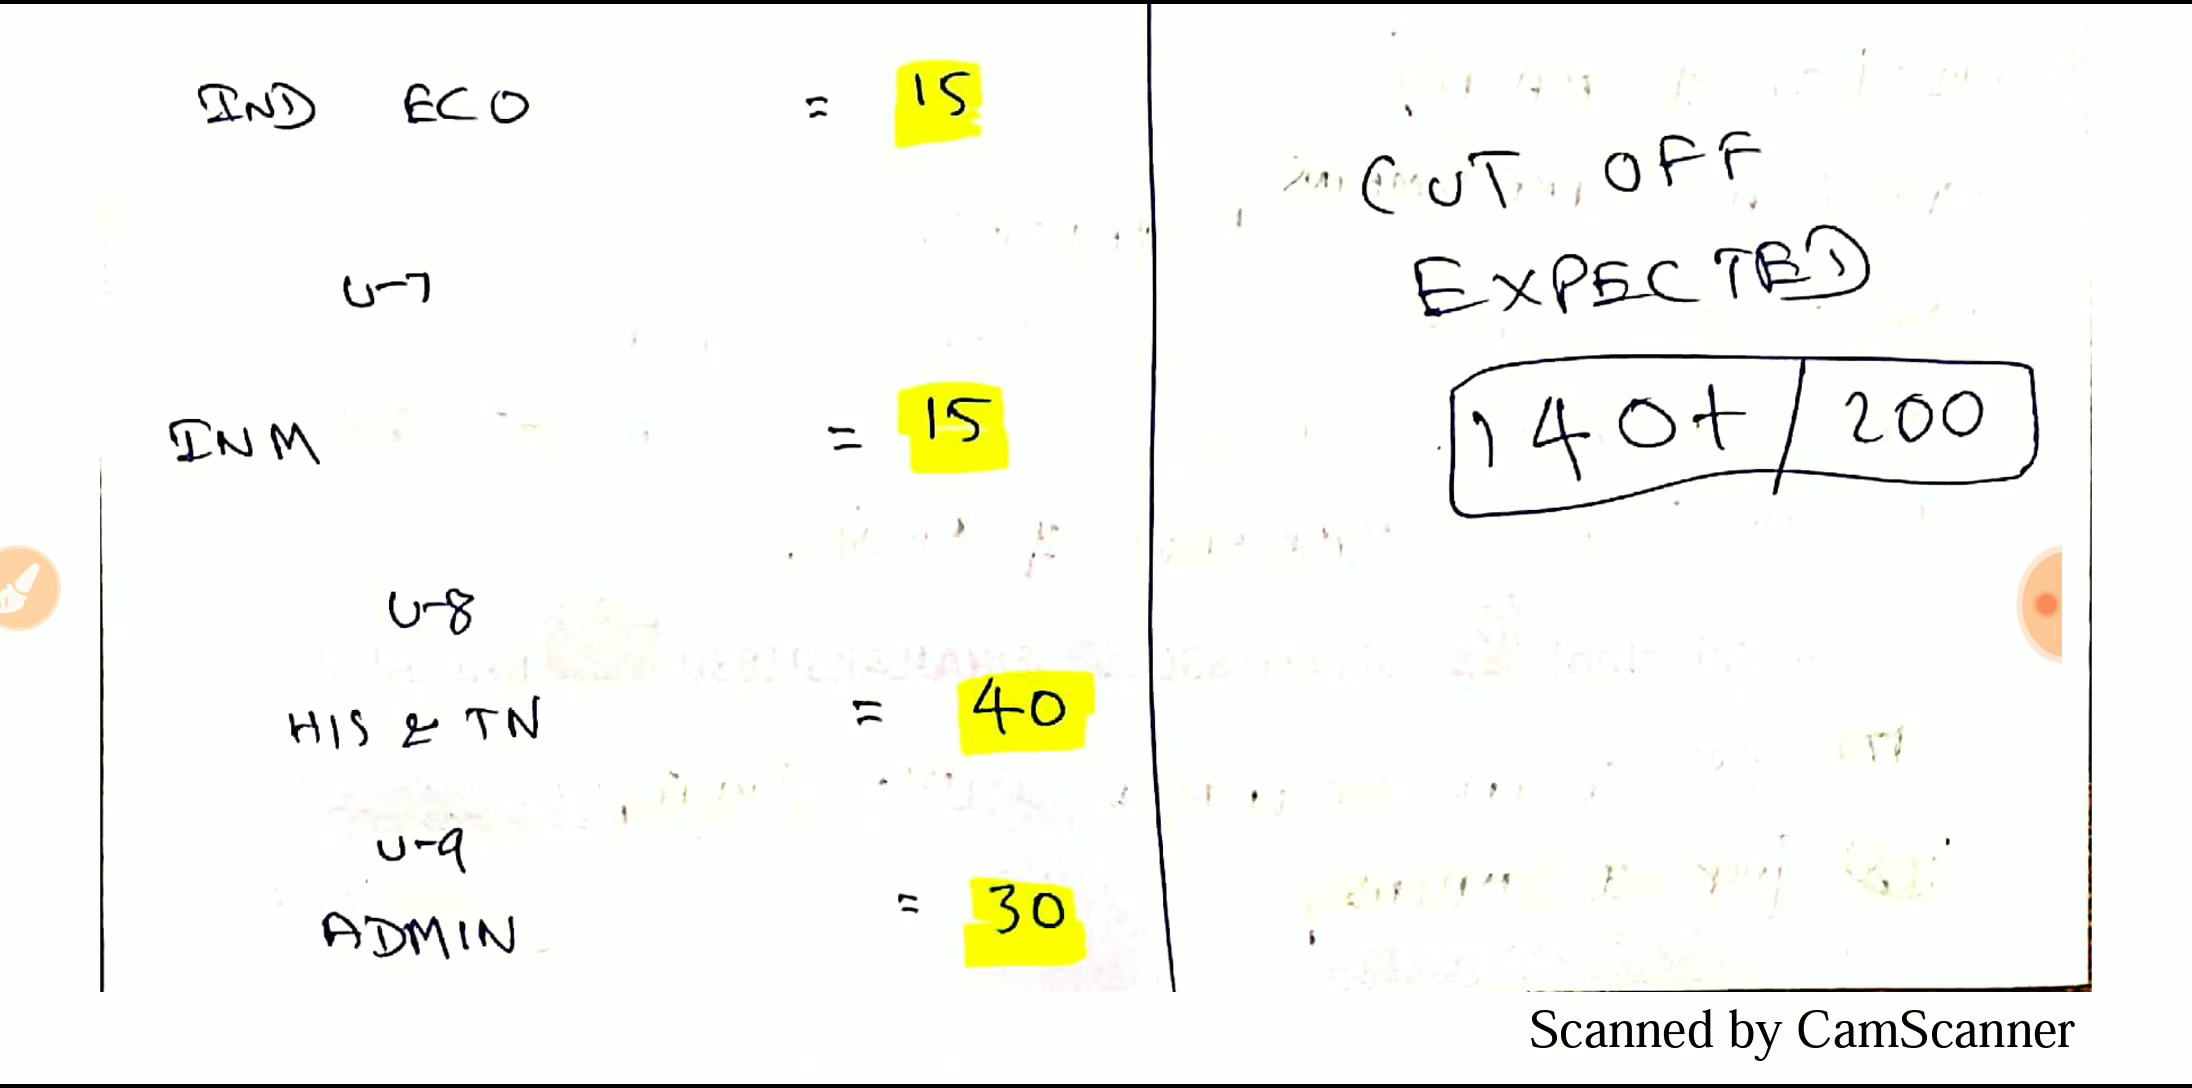 IND ECO = 15
U-7
INM = 15
U-8
HIS & TN = 40
U-9
ADMIN = 30
CUT OFF
EXPECTED
140+ / 200
Scanned by CamScanner